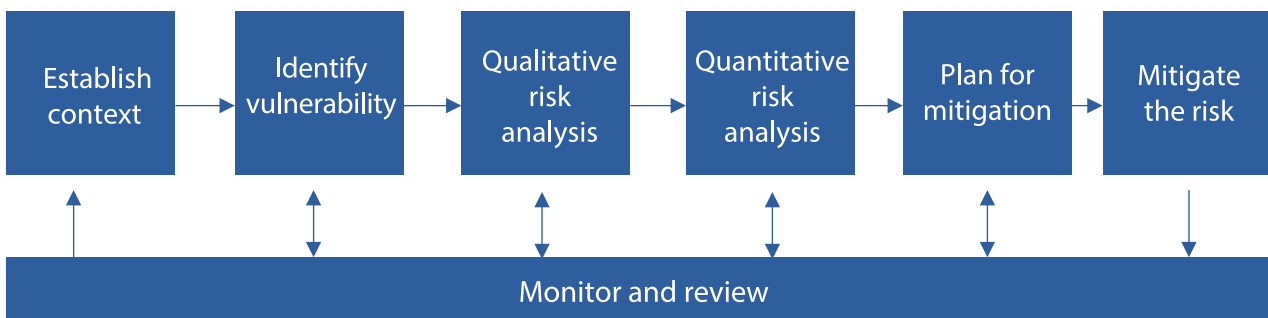 Establish
context
Identify
vulnerability
Qualitative
risk
analysis
Quantitative
risk
analysis
Plan for
mitigation
Mitigate
the risk
Monitor and review